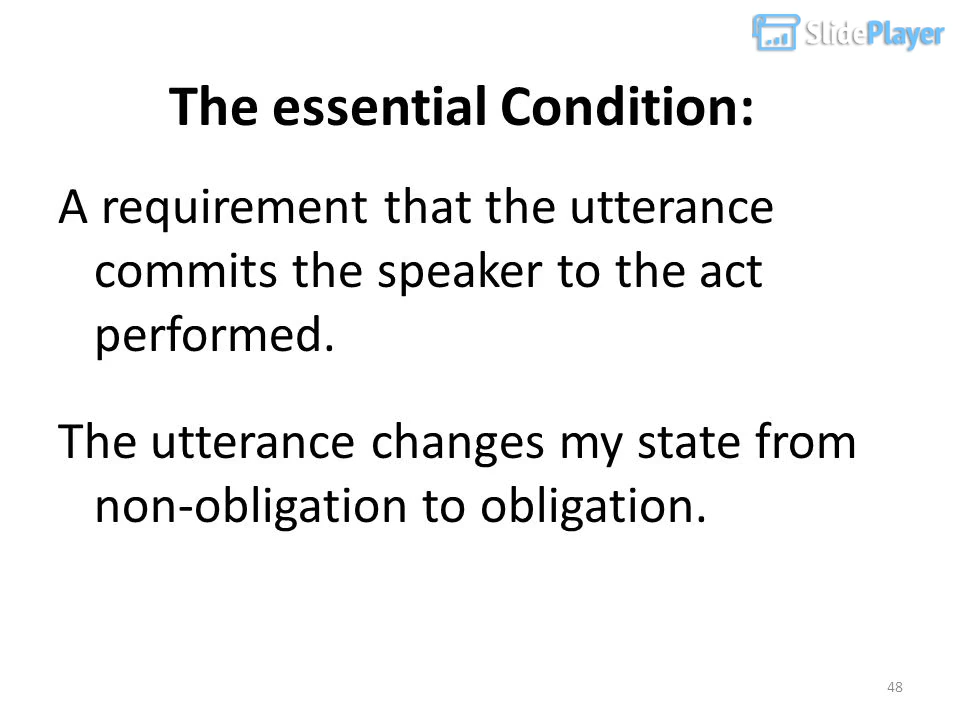 SlidePlayer
The essential Condition:
A requirement that the utterance
commits the speaker to the act
performed.
The utterance changes my state from
non-obligation to obligation.
48